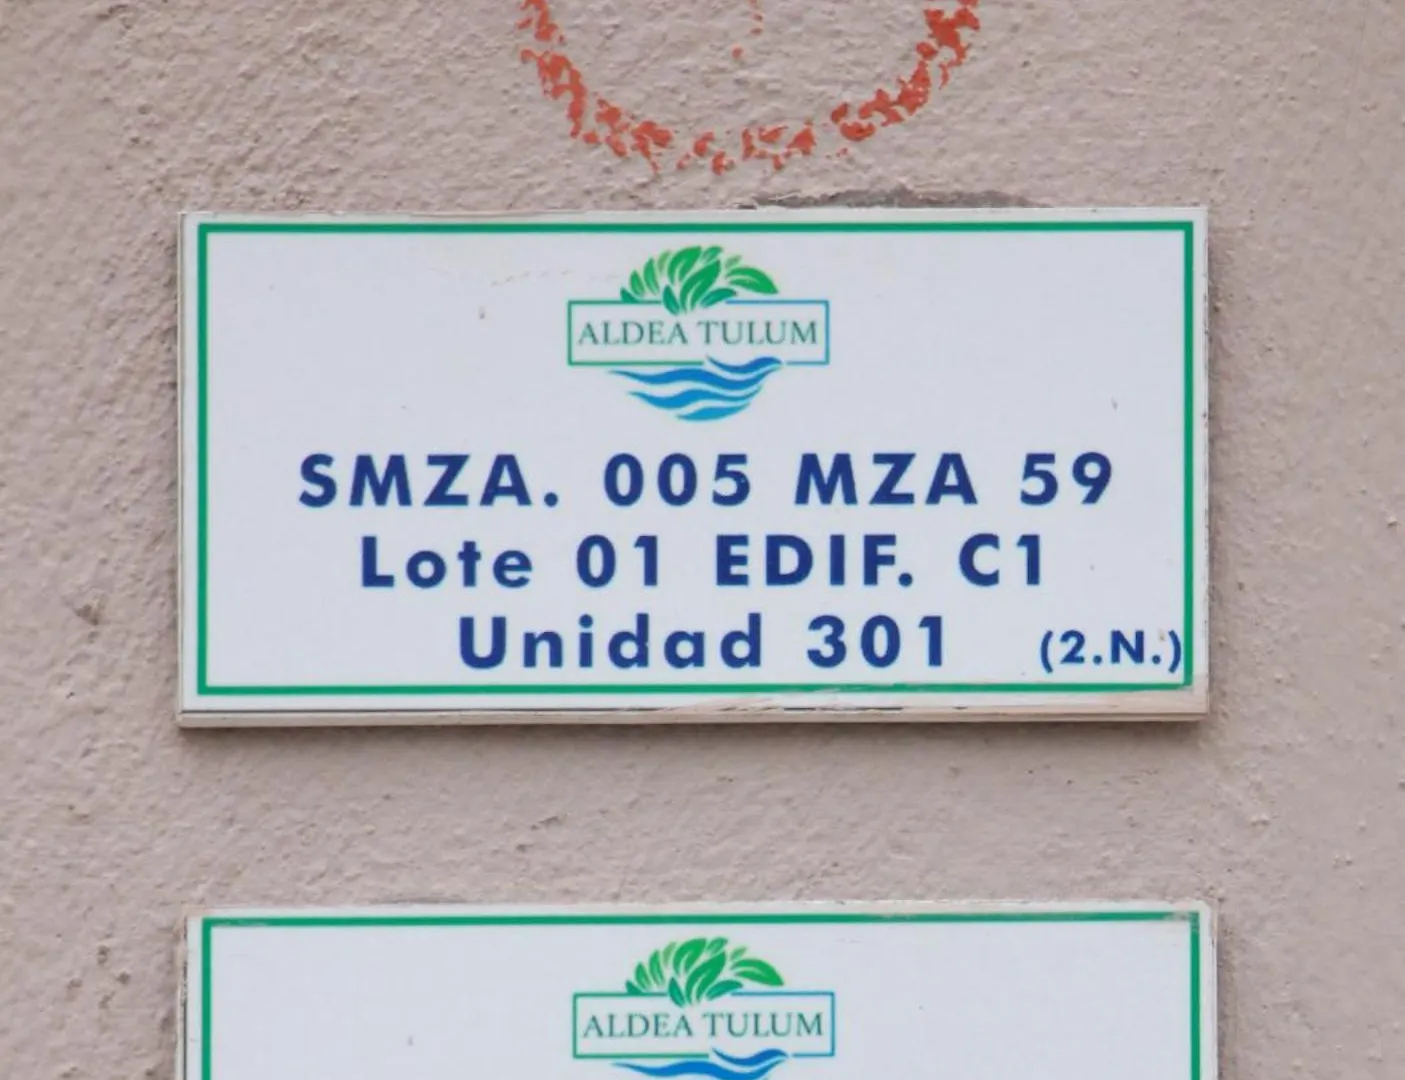 ALDEA TULUM
SMZA. 005 MZA 59
Lote 01 EDIF. C1
Unidad 301 (2.N.)
ALDEA TULUM